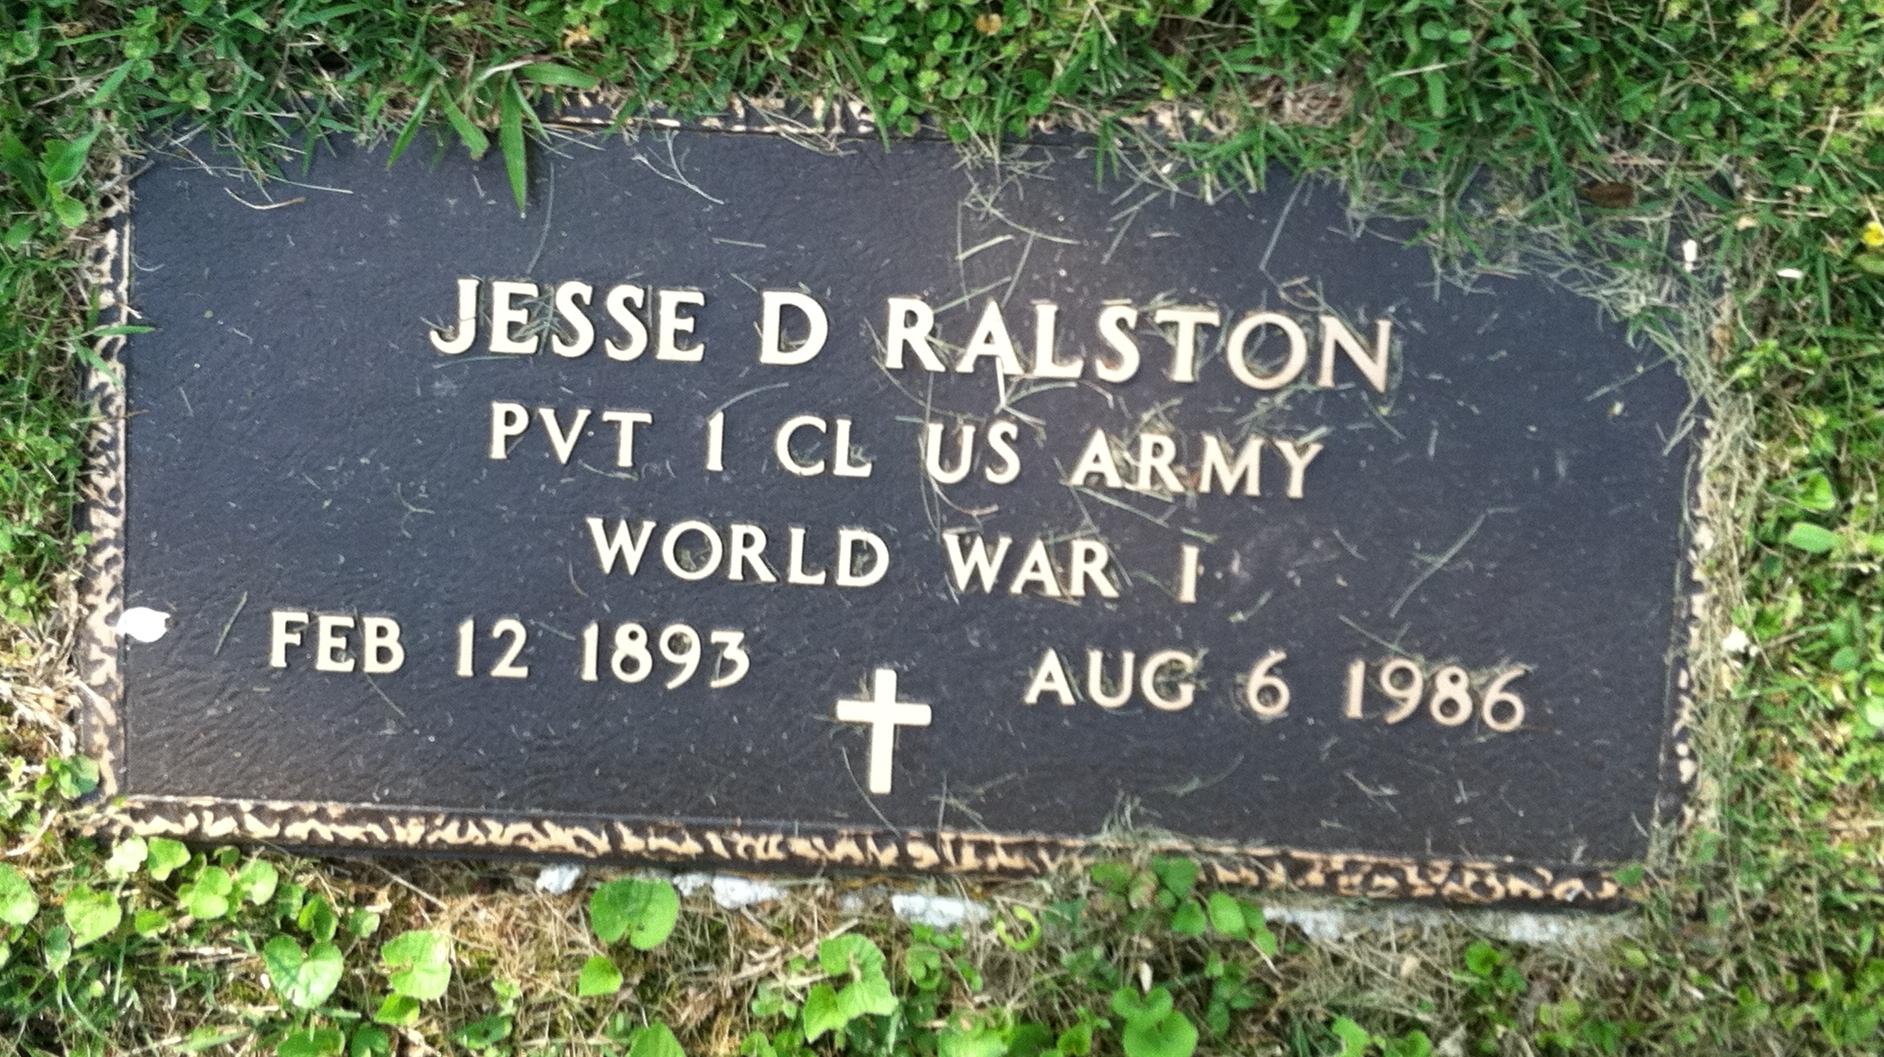 JESSE D RALSTON
PVT 1 CL US ARMY
WORLD WAR I
FEB 12 1893 AUG 6 1986